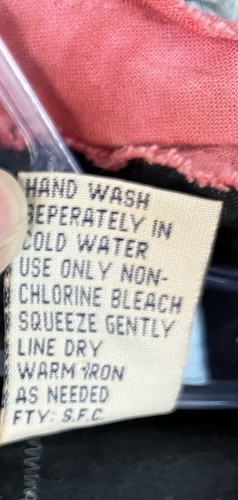 HAND WASH
SEPERATELY IN
COLD WATER
USE ONLY NON-
CHLORINE BLEACH
SQUEEZE GENTLY
LINE DRY
WARM IRON
AS NEEDED
FTY: S.F.C.